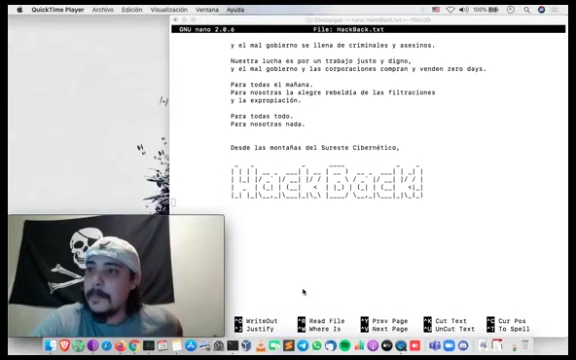 QuickTime Player Archivo Edición Visualización Ventana Ayuda
100%
GNU nano 2.0.6 File: HackBack.txt
y el mal gobierno se llena de criminales y asesinos.
Nuestra lucha es por un trabajo justo y digno,
y el mal gobierno y las corporaciones compran y venden zero days.
Para todas el mañana.
Para nosotras la alegre rebeldía de las filtraciones
y la expropiación.
Para todas todo.
Para nosotras nada.
Desde las montañas del Sureste Cibernético,
Hack Back!
^G WriteOut ^R Read File ^Y Prev Page ^K Cut Text ^C Cur Pos
^J Justify ^W Where Is ^V Next Page ^U UnCut Text ^T To Spell